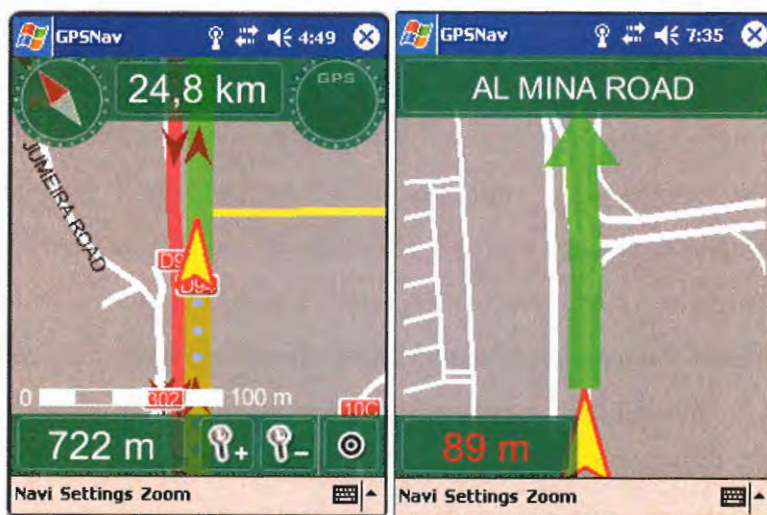 GPSNav 4:49
24,8 km
GPS
JUMEIRA ROAD
D94
0 100 m
302
10C
722 m
+ -
Navi Settings Zoom
GPSNav 7:35
AL MINA ROAD
89 m
Navi Settings Zoom